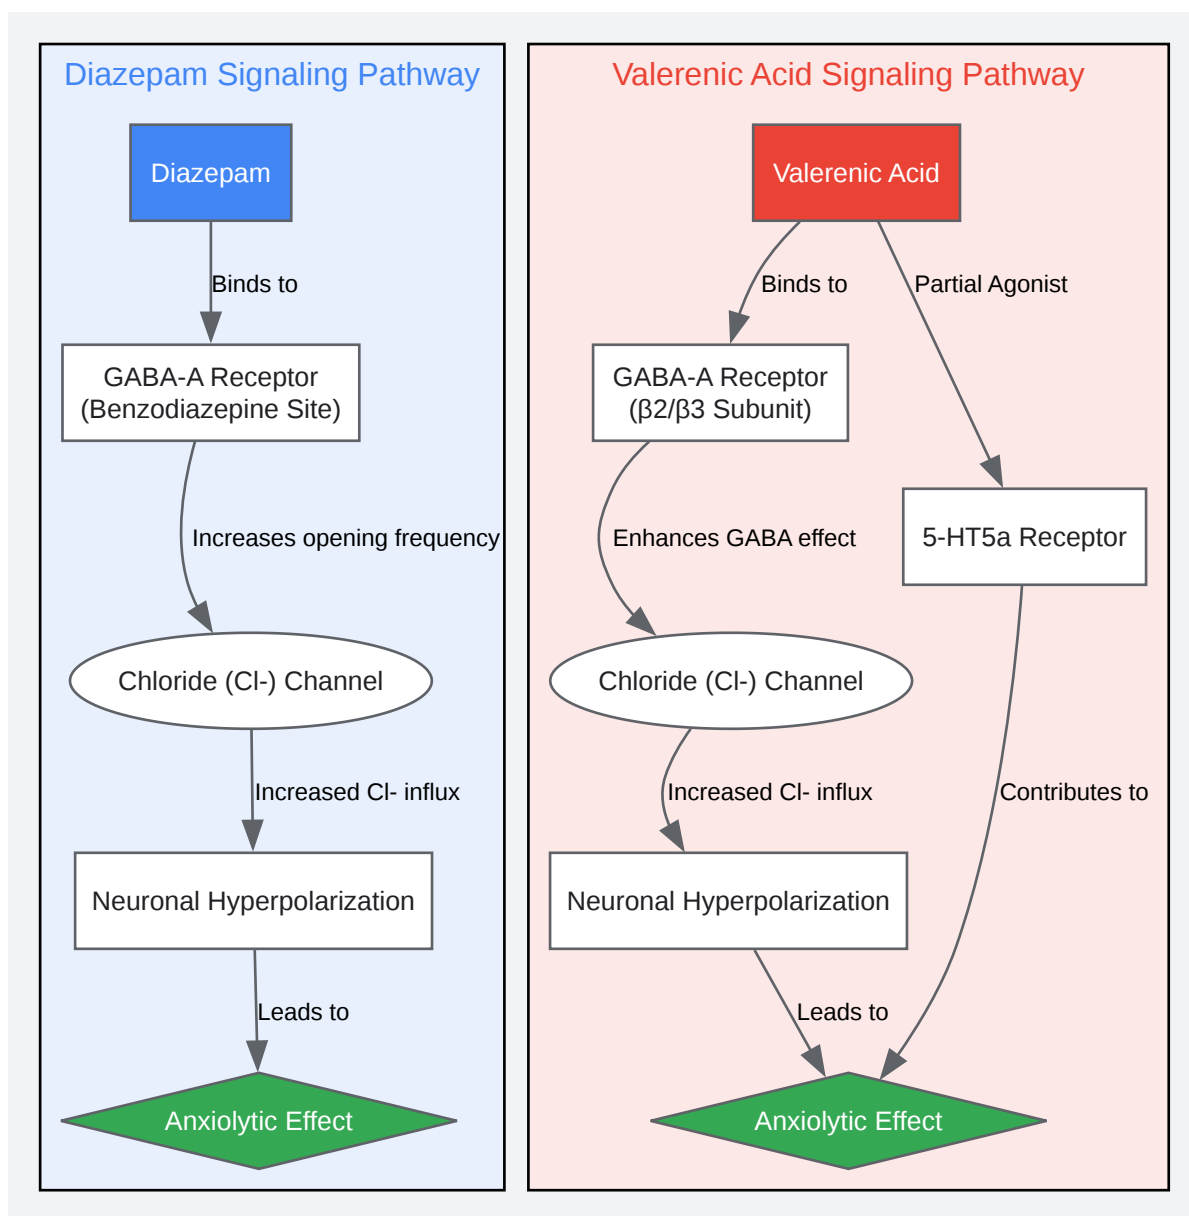 Diazepam Signaling Pathway
Diazepam
Binds to
GABA-A Receptor
(Benzodiazepine Site)
Increases opening frequency
Chloride (Cl-) Channel
Increased Cl- influx
Neuronal Hyperpolarization
Leads to
Anxiolytic Effect
Valerenic Acid Signaling Pathway
Valerenic Acid
Binds to
Partial Agonist
GABA-A Receptor
(β2/β3 Subunit)
Enhances GABA effect
5-HT5a Receptor
Chloride (Cl-) Channel
Increased Cl- influx
Contributes to
Neuronal Hyperpolarization
Leads to
Anxiolytic Effect